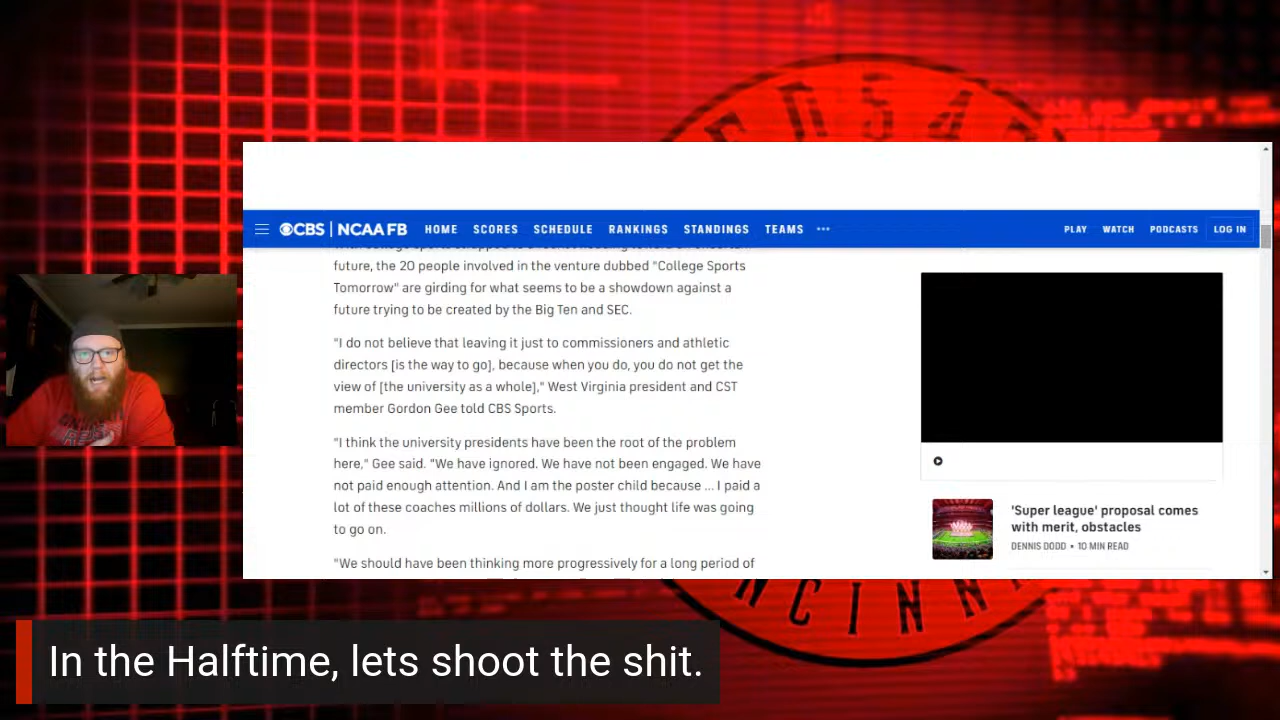 CBS | NCAA FB HOME SCORES SCHEDULE RANKINGS STANDINGS TEAMS ••• PLAY WATCH PODCASTS LOG IN
future, the 20 people involved in the venture dubbed "College Sports
Tomorrow" are girding for what seems to be a showdown against a
future trying to be created by the Big Ten and SEC.
"I do not believe that leaving it just to commissioners and athletic
directors [is the way to go], because when you do, you do not get the
view of [the university as a whole]," West Virginia president and CST
member Gordon Gee told CBS Sports.
"I think the university presidents have been the root of the problem
here," Gee said. "We have ignored. We have not been engaged. We have
not paid enough attention. And I am the poster child because ... I paid a
lot of these coaches millions of dollars. We just thought life was going
to go on.
"We should have been thinking more progressively for a long period of
'Super league' proposal comes
with merit, obstacles
DENNIS DODD • 10 MIN READ
In the Halftime, lets shoot the shit.